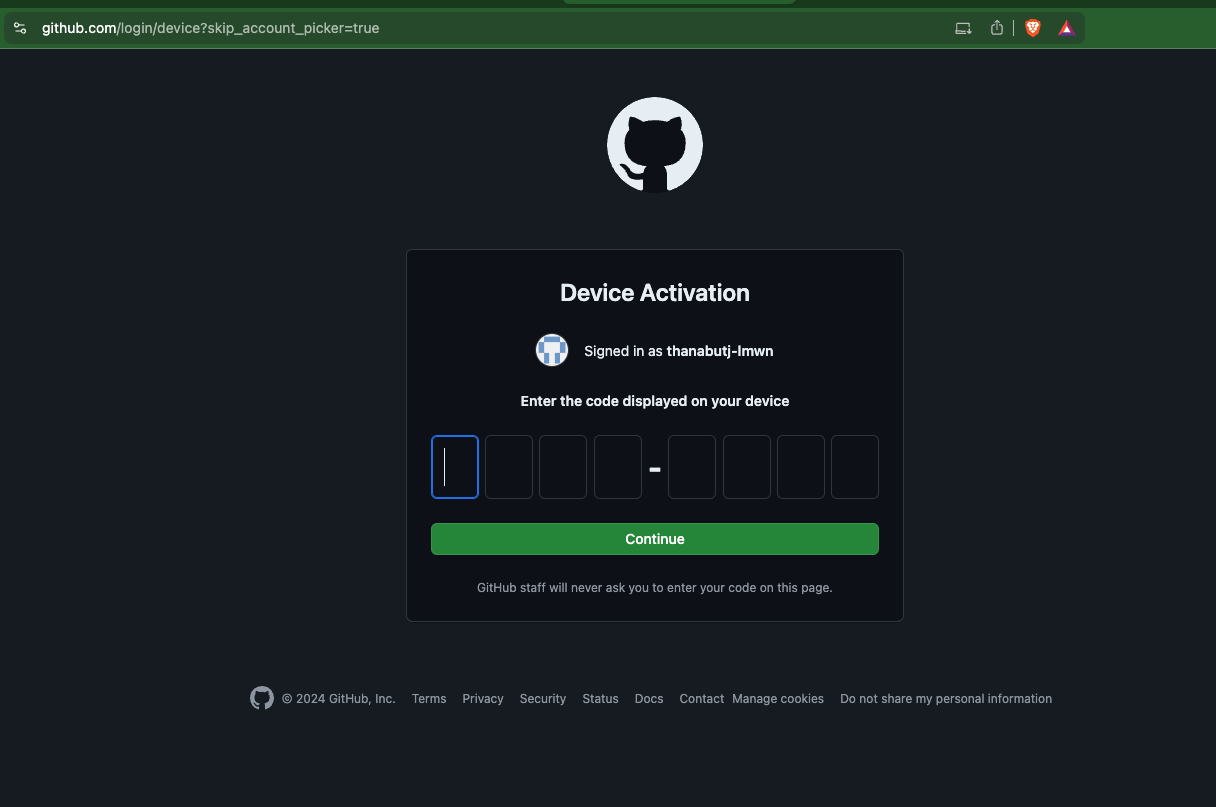 github.com/login/device?skip_account_picker=true
Device Activation
Signed in as thanabutj-lmwn
Enter the code displayed on your device
-
Continue
GitHub staff will never ask you to enter your code on this page.
© 2024 GitHub, Inc. Terms Privacy Security Status Docs Contact Manage cookies Do not share my personal information